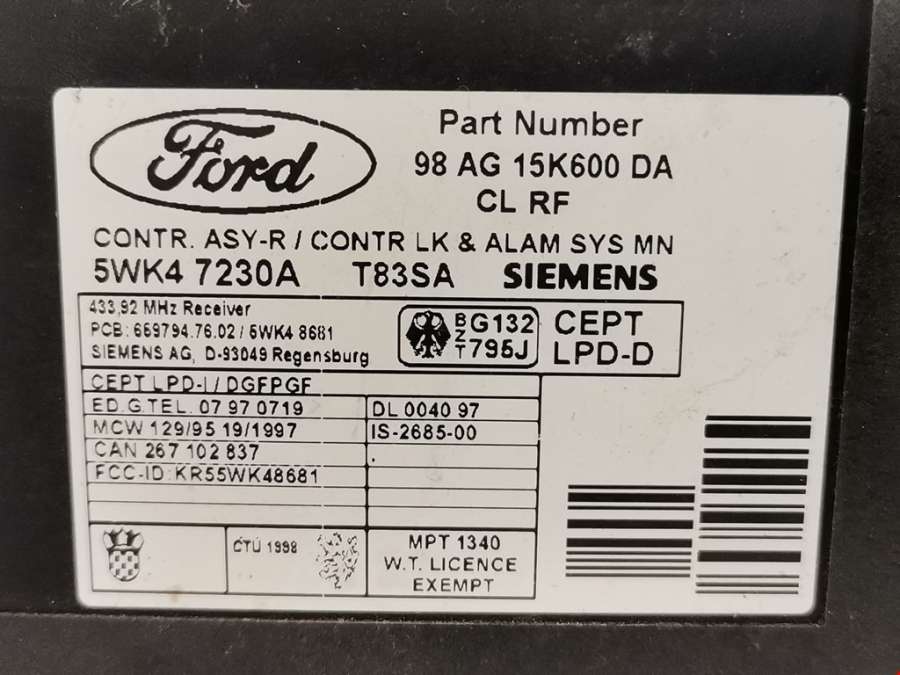 Ford
Part Number
98 AG 15K600 DA
CL RF
CONTR. ASY-R / CONTR LK & ALAM SYS MN
5WK4 7230A T83SA SIEMENS
433,92 MHz Receiver
PCB: 659794.76.02 / 5WK4 8681
SIEMENS AG, D-93049 Regensburg
BZT G132795J
CEPT
LPD-D
CEPT LPD-I / DGFPGF
ED.G.TEL. 07 97 0719 DL 0040 97
MCW 129/95 19/1997 IS-2685-00
CAN 267 102 837 .
FCC-ID: KR55WK48681
ČTÚ 1998
MPT 1340
W.T. LICENCE
EXEMPT